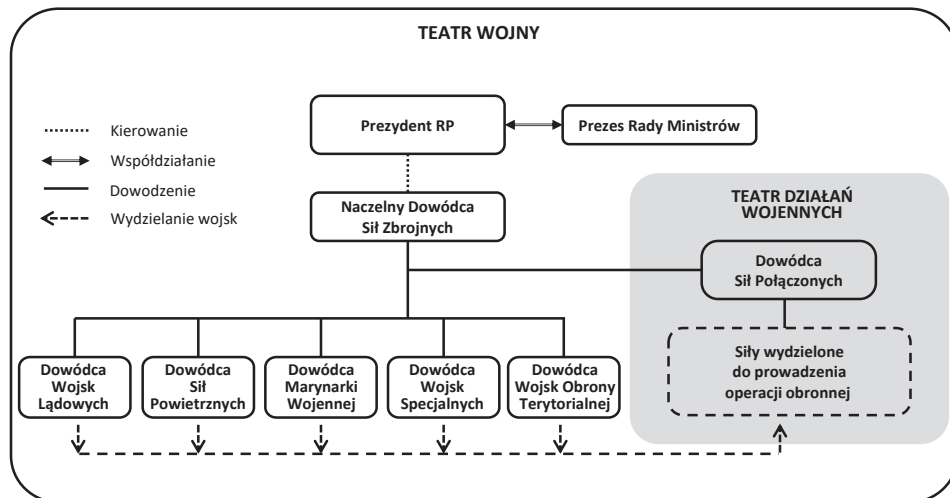 TEATR WOJNY
Kierowanie
Współdziałanie
Dowodzenie
Wydzielanie wojsk
Prezydent RP
Prezes Rady Ministrów
Naczelny Dowódca
Sił Zbrojnych
TEATR DZIAŁAŃ
WOJENNYCH
Dowódca
Sił Połączonych
Siły wydzielone
do prowadzenia
operacji obronnej
Dowódca
Wojsk
Lądowych
Dowódca
Sił
Powietrznych
Dowódca
Marynarki
Wojennej
Dowódca
Wojsk
Specjalnych
Dowódca
Wojsk Obrony
Terytorialnej